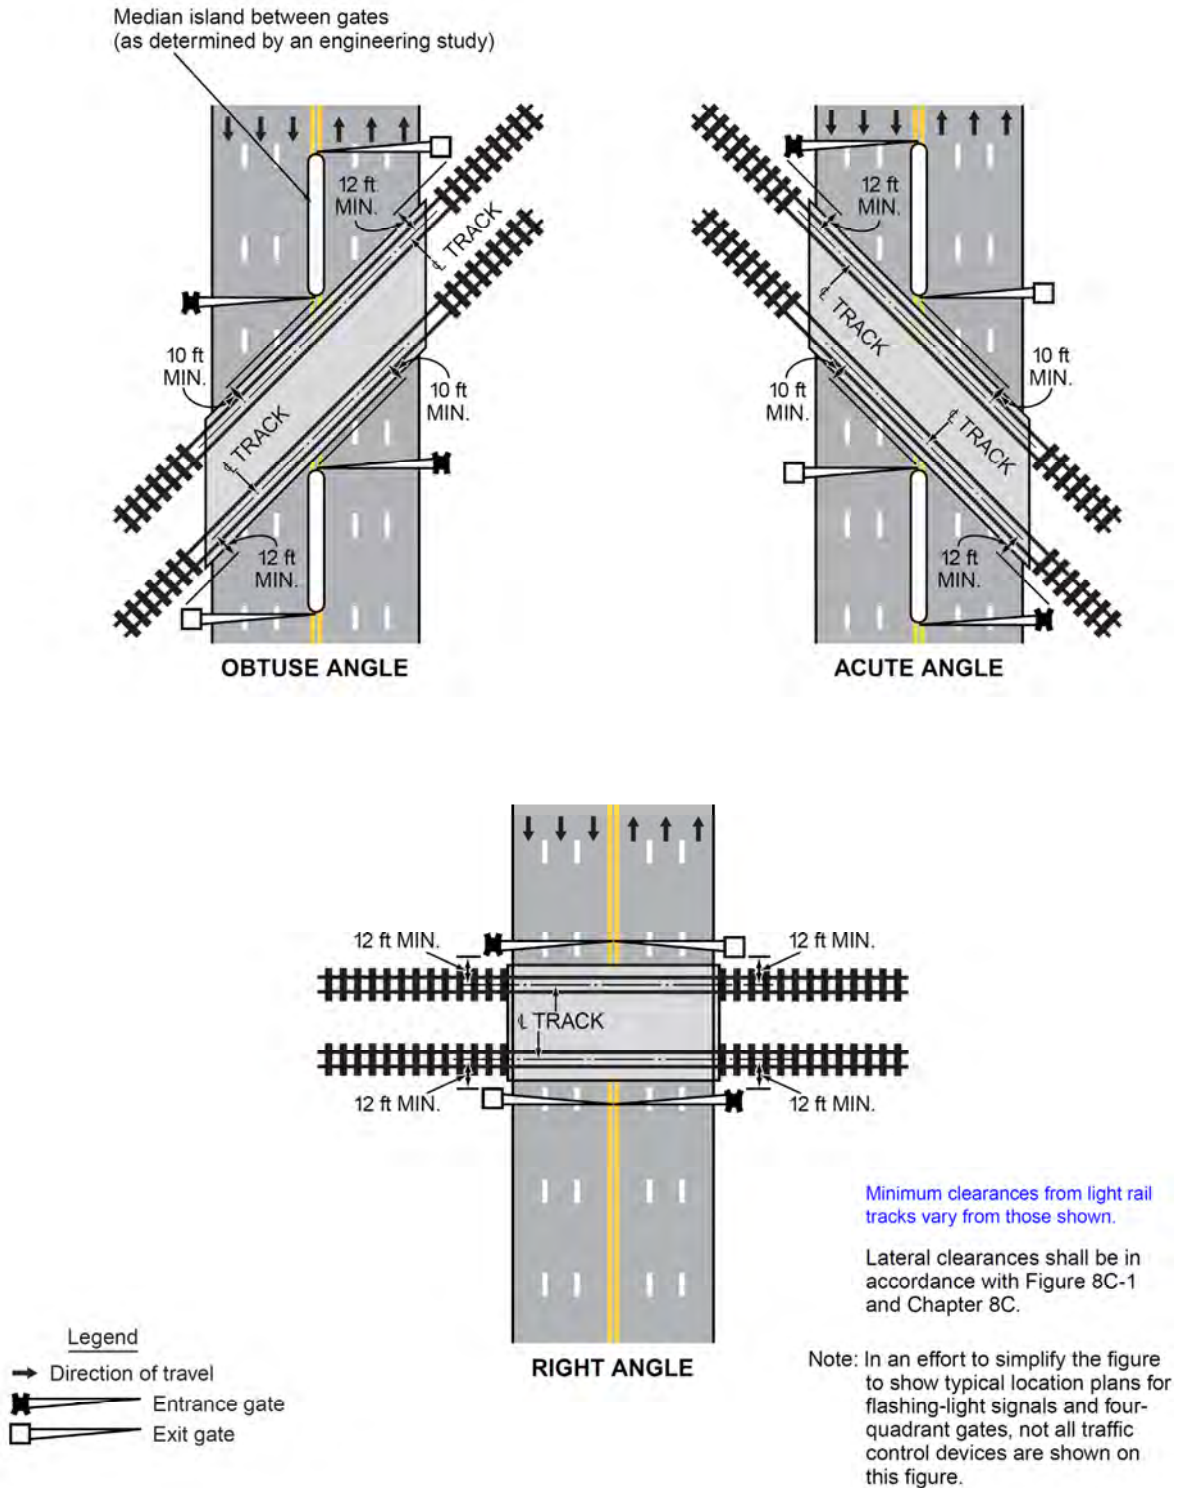 Median island between gates
(as determined by an engineering study)
12 ft
MIN.
℄ TRACK
10 ft
MIN.
10 ft
MIN.
℄ TRACK
12 ft
MIN.
OBTUSE ANGLE
12 ft
MIN.
℄ TRACK
10 ft
MIN.
10 ft
MIN.
℄ TRACK
12 ft
MIN.
ACUTE ANGLE
12 ft MIN.
12 ft MIN.
℄ TRACK
12 ft MIN.
12 ft MIN.
RIGHT ANGLE
Minimum clearances from light rail
tracks vary from those shown.
Lateral clearances shall be in
accordance with Figure 8C-1
and Chapter 8C.
Legend
Direction of travel
Entrance gate
Exit gate
Note: In an effort to simplify the figure
to show typical location plans for
flashing-light signals and four-
quadrant gates, not all traffic
control devices are shown on
this figure.